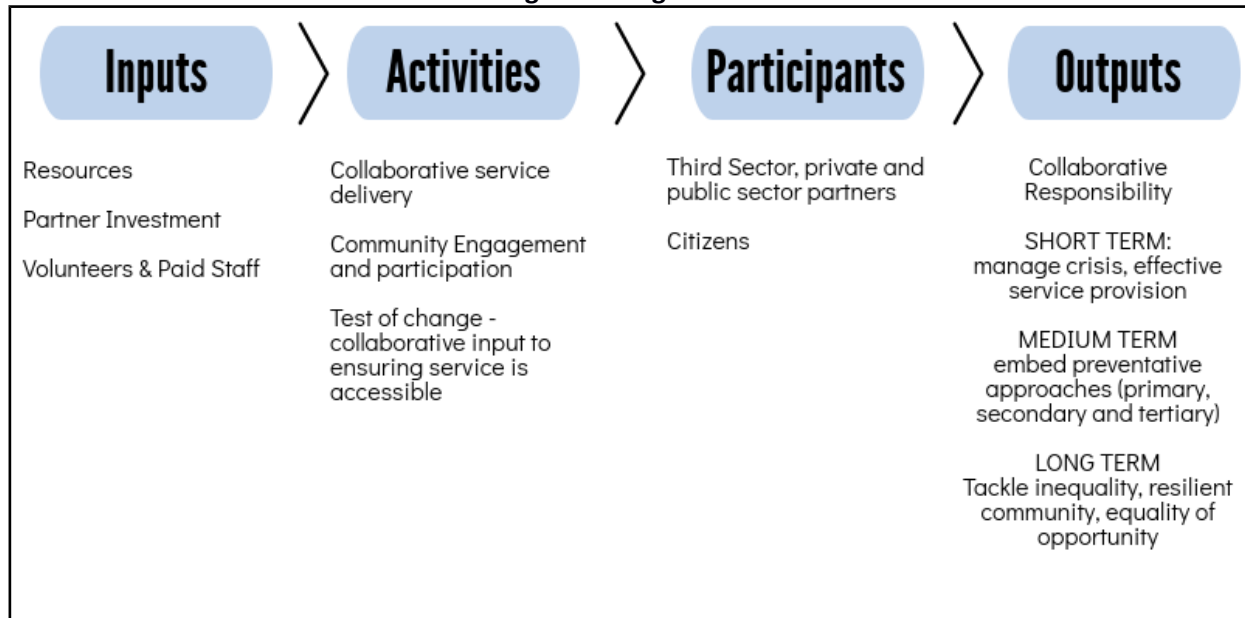 Inputs
Activities
Participants
Outputs
Resources
Partner Investment
Volunteers & Paid Staff
Collaborative service
delivery
Community Engagement
and participation
Test of change -
collaborative input to
ensuring service is
accessible
Third Sector, private and
public sector partners
Citizens
Collaborative
Responsibility
SHORT TERM:
manage crisis, effective
service provision
MEDIUM TERM
embed preventative
approaches (primary,
secondary and tertiary)
LONG TERM
Tackle inequality, resilient
community, equality of
opportunity